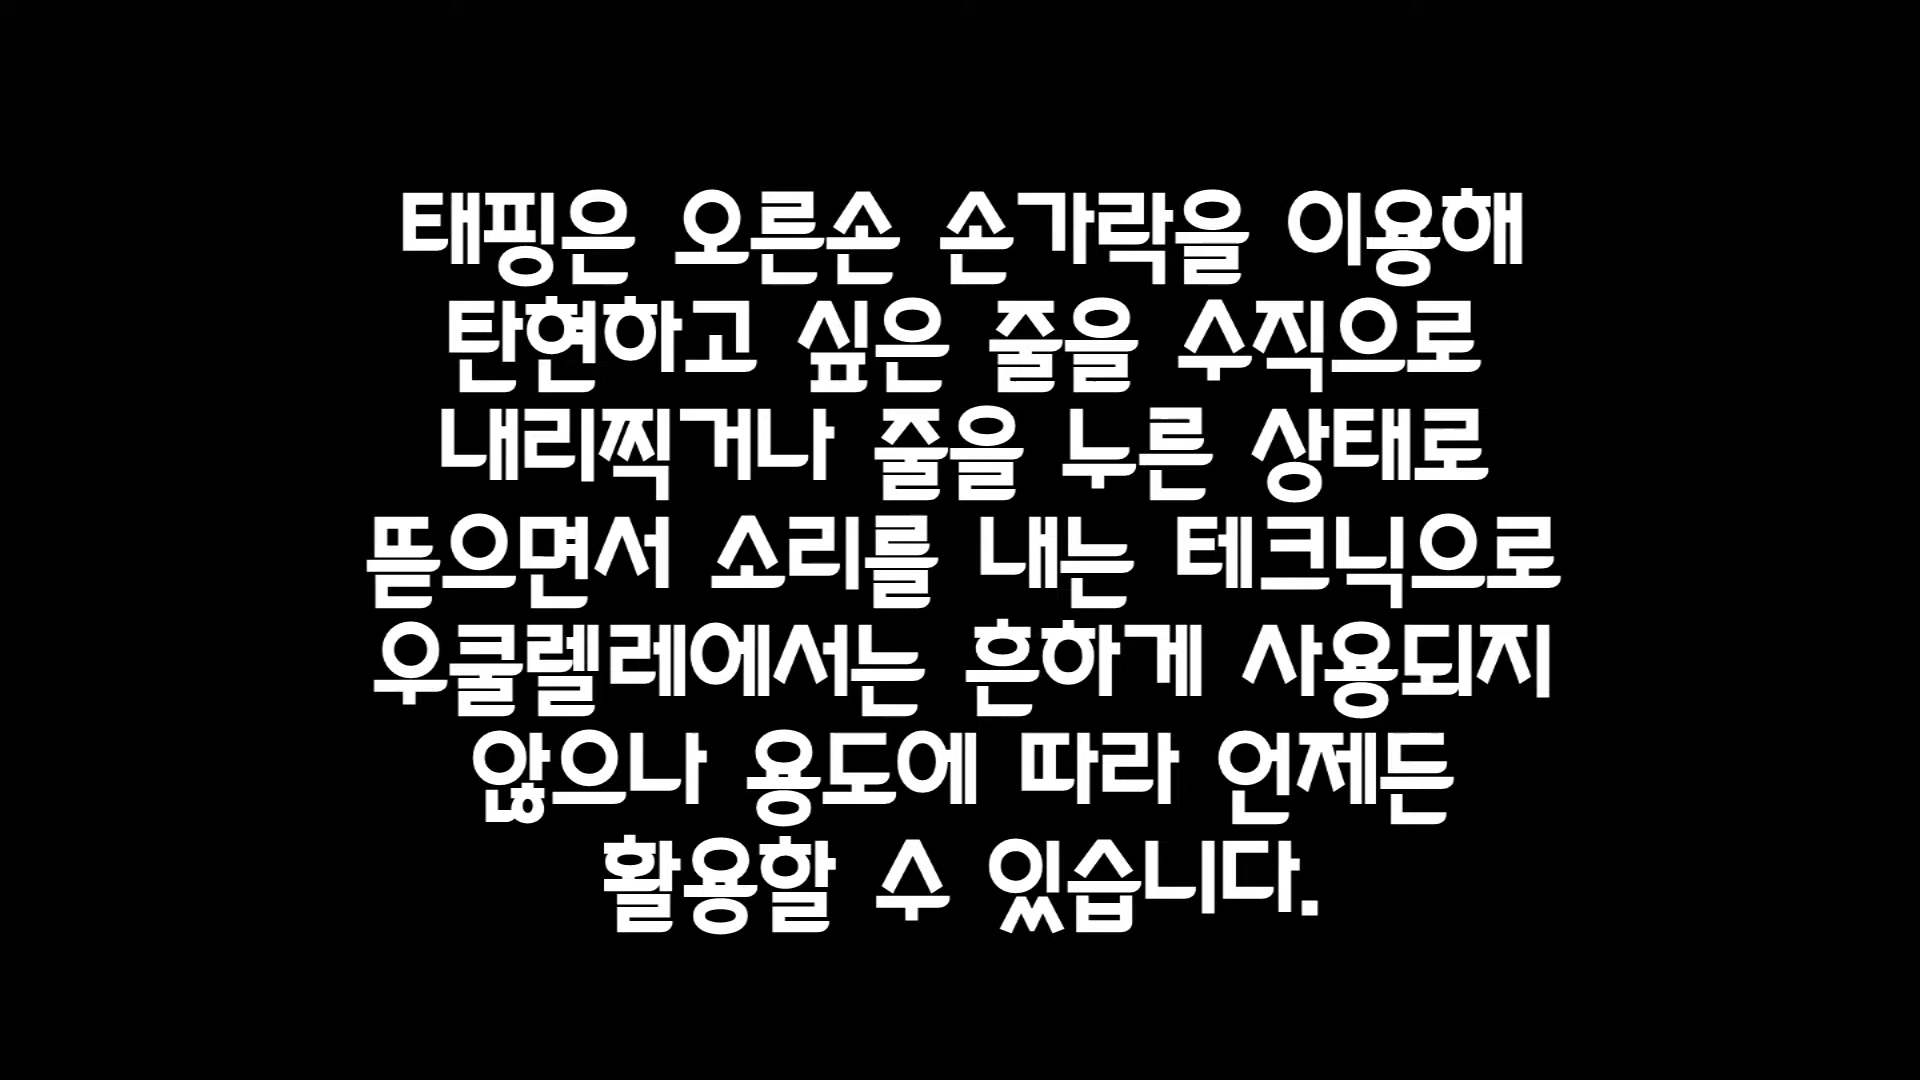 태핑은 오른손 손가락을 이용해
탄현하고 싶은 줄을 수직으로
내리찍거나 줄을 누른 상태로
뜯으면서 소리를 내는 테크닉으로
우쿨렐레에서는 흔하게 사용되지
않으나 용도에 따라 언제든
활용할 수 있습니다.